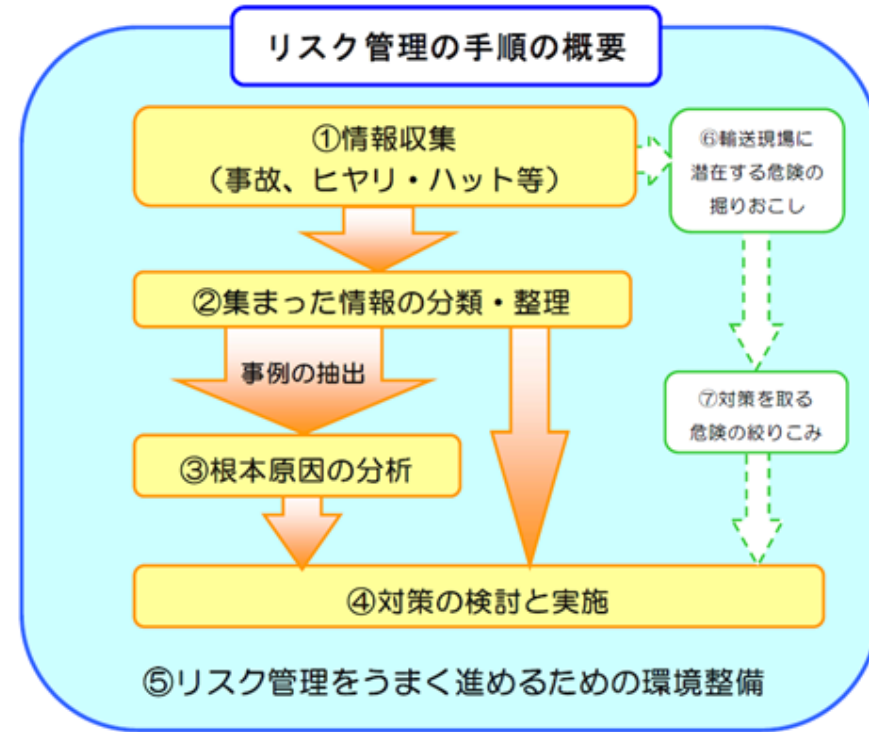 リスク管理の手順の概要
①情報収集
（事故、ヒヤリ・ハット等）
⑥輸送現場に
潜在する危険の
掘りおこし
②集まった情報の分類・整理
事例の抽出
⑦対策を取る
危険の絞りこみ
③根本原因の分析
④対策の検討と実施
⑤リスク管理をうまく進めるための環境整備